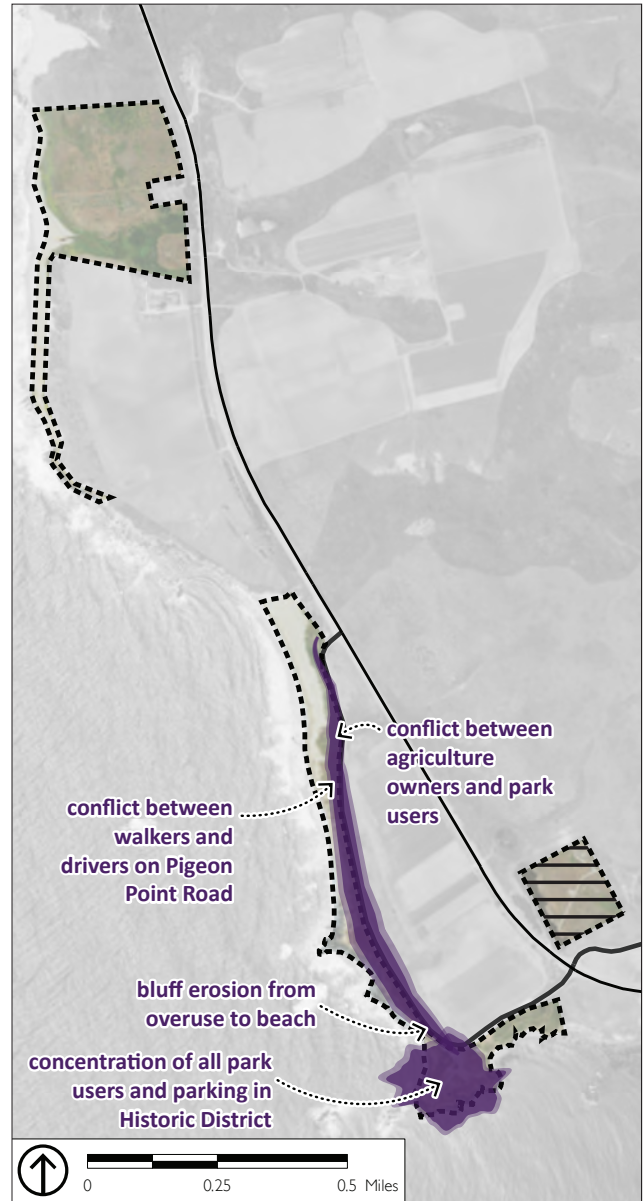 conflict between
agriculture
owners and park
users
conflict between
walkers and
drivers on Pigeon
Point Road
bluff erosion from
overuse to beach
concentration of all park
users and parking in
Historic District
0 0.25 0.5 Miles